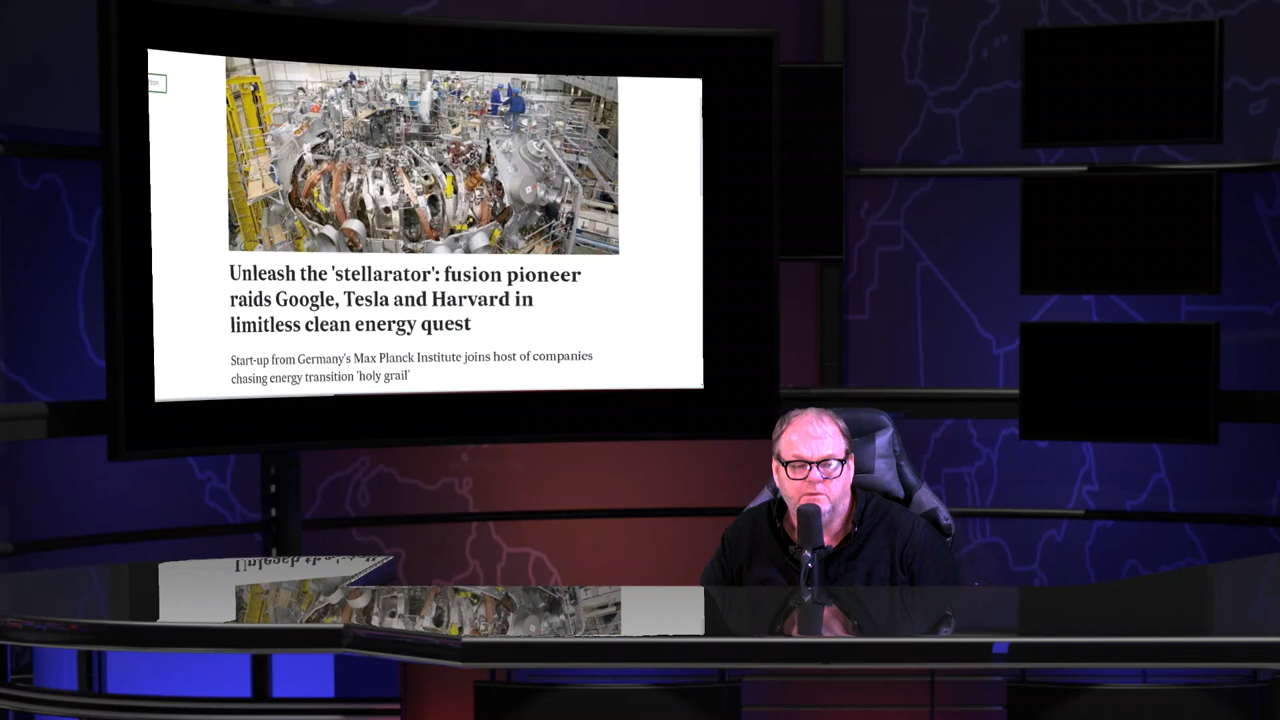 Unleash the 'stellarator': fusion pioneer
raids Google, Tesla and Harvard in
limitless clean energy quest
Start-up from Germany's Max Planck Institute joins host of companies
chasing energy transition 'holy grail'